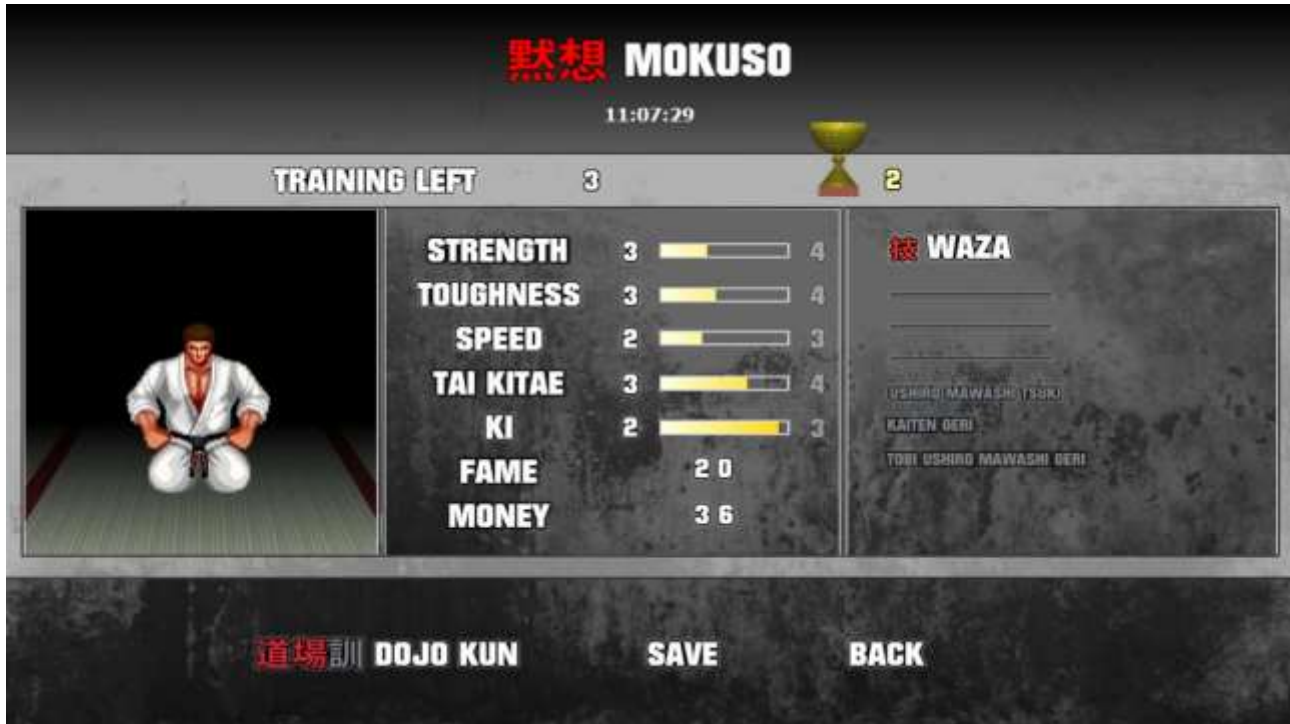 黙想 MOKUSO
11:07:29
TRAINING LEFT 3 2
STRENGTH 3 4
TOUGHNESS 3 4
SPEED 2 3
TAI KITAE 3 4
KI 2 3
FAME 20
MONEY 36
技 WAZA
USHIRO MAWASHI TSUKI
KAITEN GERI
TOBI USHIRO MAWASHI GERI
道場訓 DOJO KUN SAVE BACK